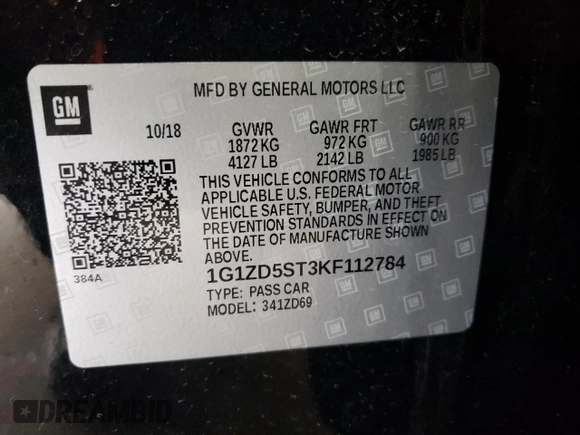 MFD BY GENERAL MOTORS LLC
GM
10/18 GVWR GAWR FRT GAWR RR
1872 KG 972 KG 900 KG
4127 LB 2142 LB 1985 LB
THIS VEHICLE CONFORMS TO ALL
APPLICABLE U.S. FEDERAL MOTOR
VEHICLE SAFETY, BUMPER, AND THEFT
PREVENTION STANDARDS IN EFFECT ON
THE DATE OF MANUFACTURE SHOWN
ABOVE.
384A
1G1ZD5ST3KF112784
TYPE: PASS CAR
MODEL: 341ZD69
DREAMBID